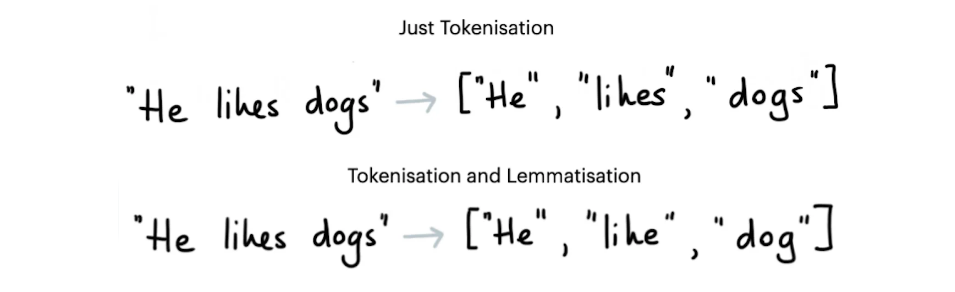 Just Tokenisation
"He likes dogs" → ["He", "likes", "dogs"]
Tokenisation and Lemmatisation
"He likes dogs" → ["He", "like", "dog"]